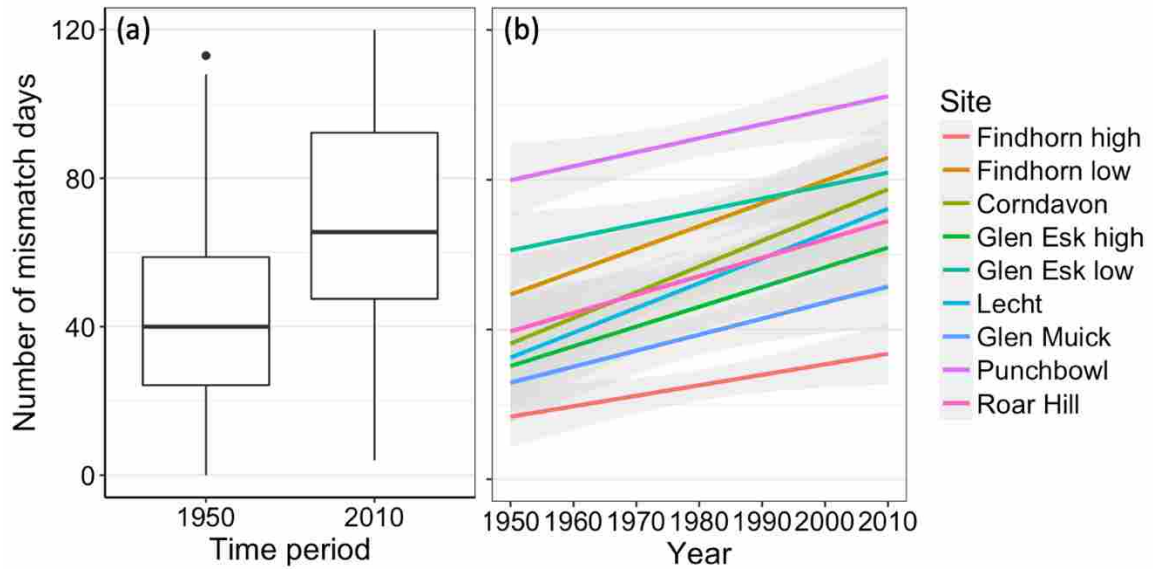 (a)
(b)
Number of mismatch days
120
80
40
0
1950
2010
Time period
1950 1960 1970 1980 1990 2000 2010
Year
Site
Findhorn high
Findhorn low
Corndavon
Glen Esk high
Glen Esk low
Lecht
Glen Muick
Punchbowl
Roar Hill